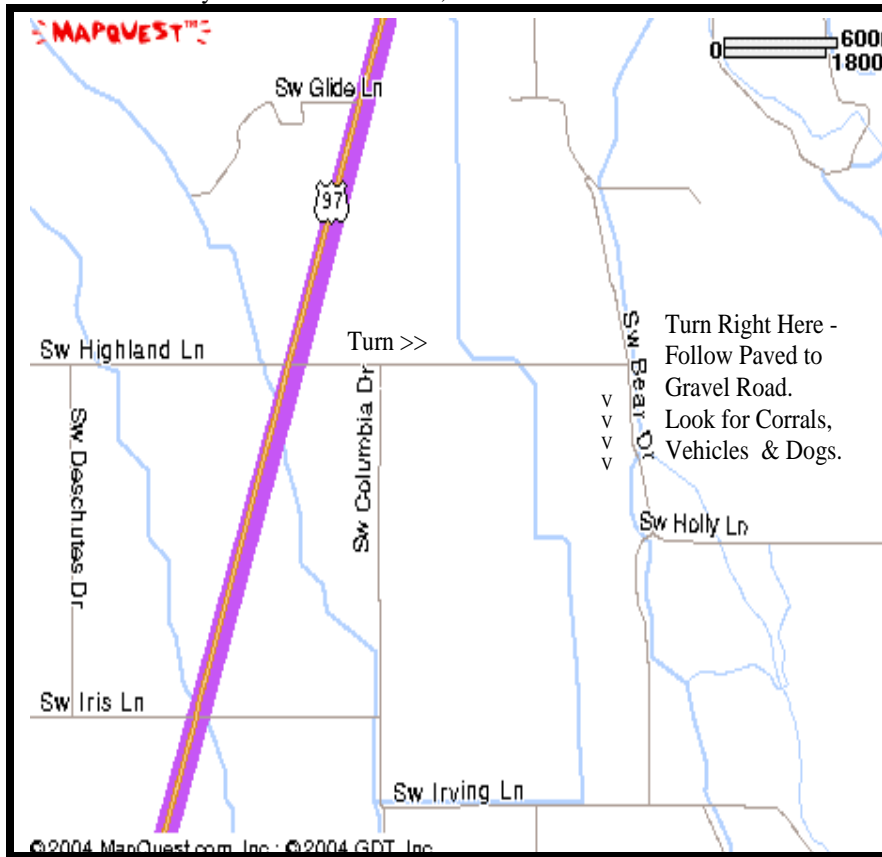 MAPQUEST™
0 600
1800
Sw Glide Ln
97
Turn >>
Sw Highland Ln
Sw Bear Dr
Turn Right Here -
Follow Paved to
Gravel Road.
Look for Corrals,
Vehicles & Dogs.
v
v
v
v
Sw Deschutes Dr
Sw Columbia Dr
Sw Holly Ln
Sw Iris Ln
Sw Irving Ln
©2004 MapQuest.com, Inc.; ©2004 GDT, Inc.